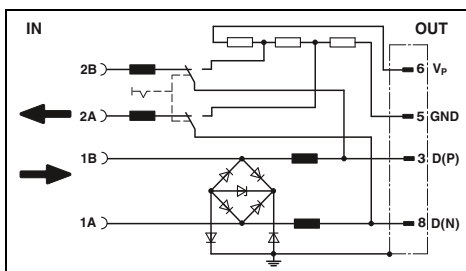 IN
OUT
2B
6 VP
2A
5 GND
1B
3 D(P)
1A
8 D(N)